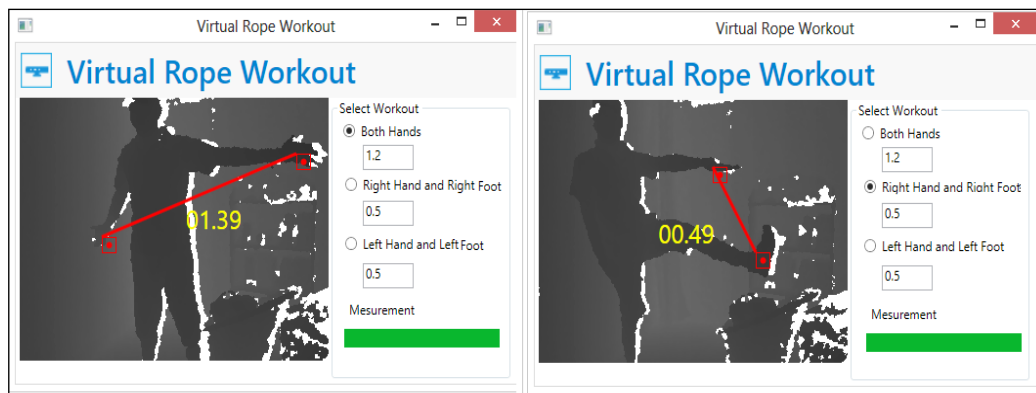 Virtual Rope Workout
Virtual Rope Workout
Select Workout
Both Hands
1.2
Right Hand and Right Foot
0.5
Left Hand and Left Foot
0.5
Mesurement
01.39
Virtual Rope Workout
Virtual Rope Workout
Select Workout
Both Hands
1.2
Right Hand and Right Foot
0.5
Left Hand and Left Foot
0.5
Mesurement
00.49